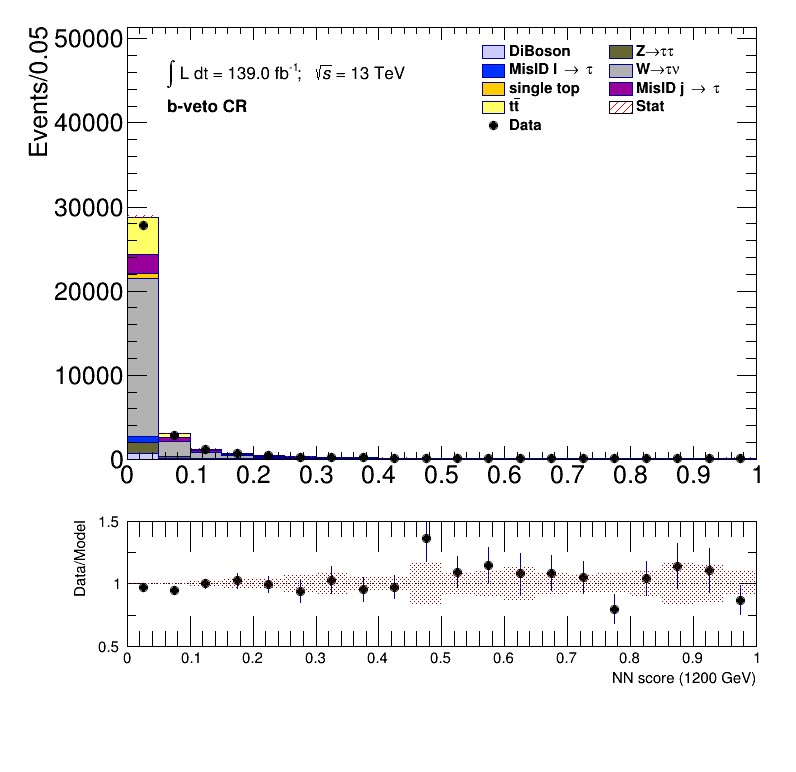 Events/0.05
50000
40000
30000
20000
10000
0
∫ L dt = 139.0 fb⁻¹; √s = 13 TeV
b-veto CR
DiBoson
MisID l → τ
single top
tt̄
Data
Z→ττ
W→τν
MisID j → τ
Stat
0 0.1 0.2 0.3 0.4 0.5 0.6 0.7 0.8 0.9 1
Data/Model
1.5
1
0.5
0 0.1 0.2 0.3 0.4 0.5 0.6 0.7 0.8 0.9 1
NN score (1200 GeV)